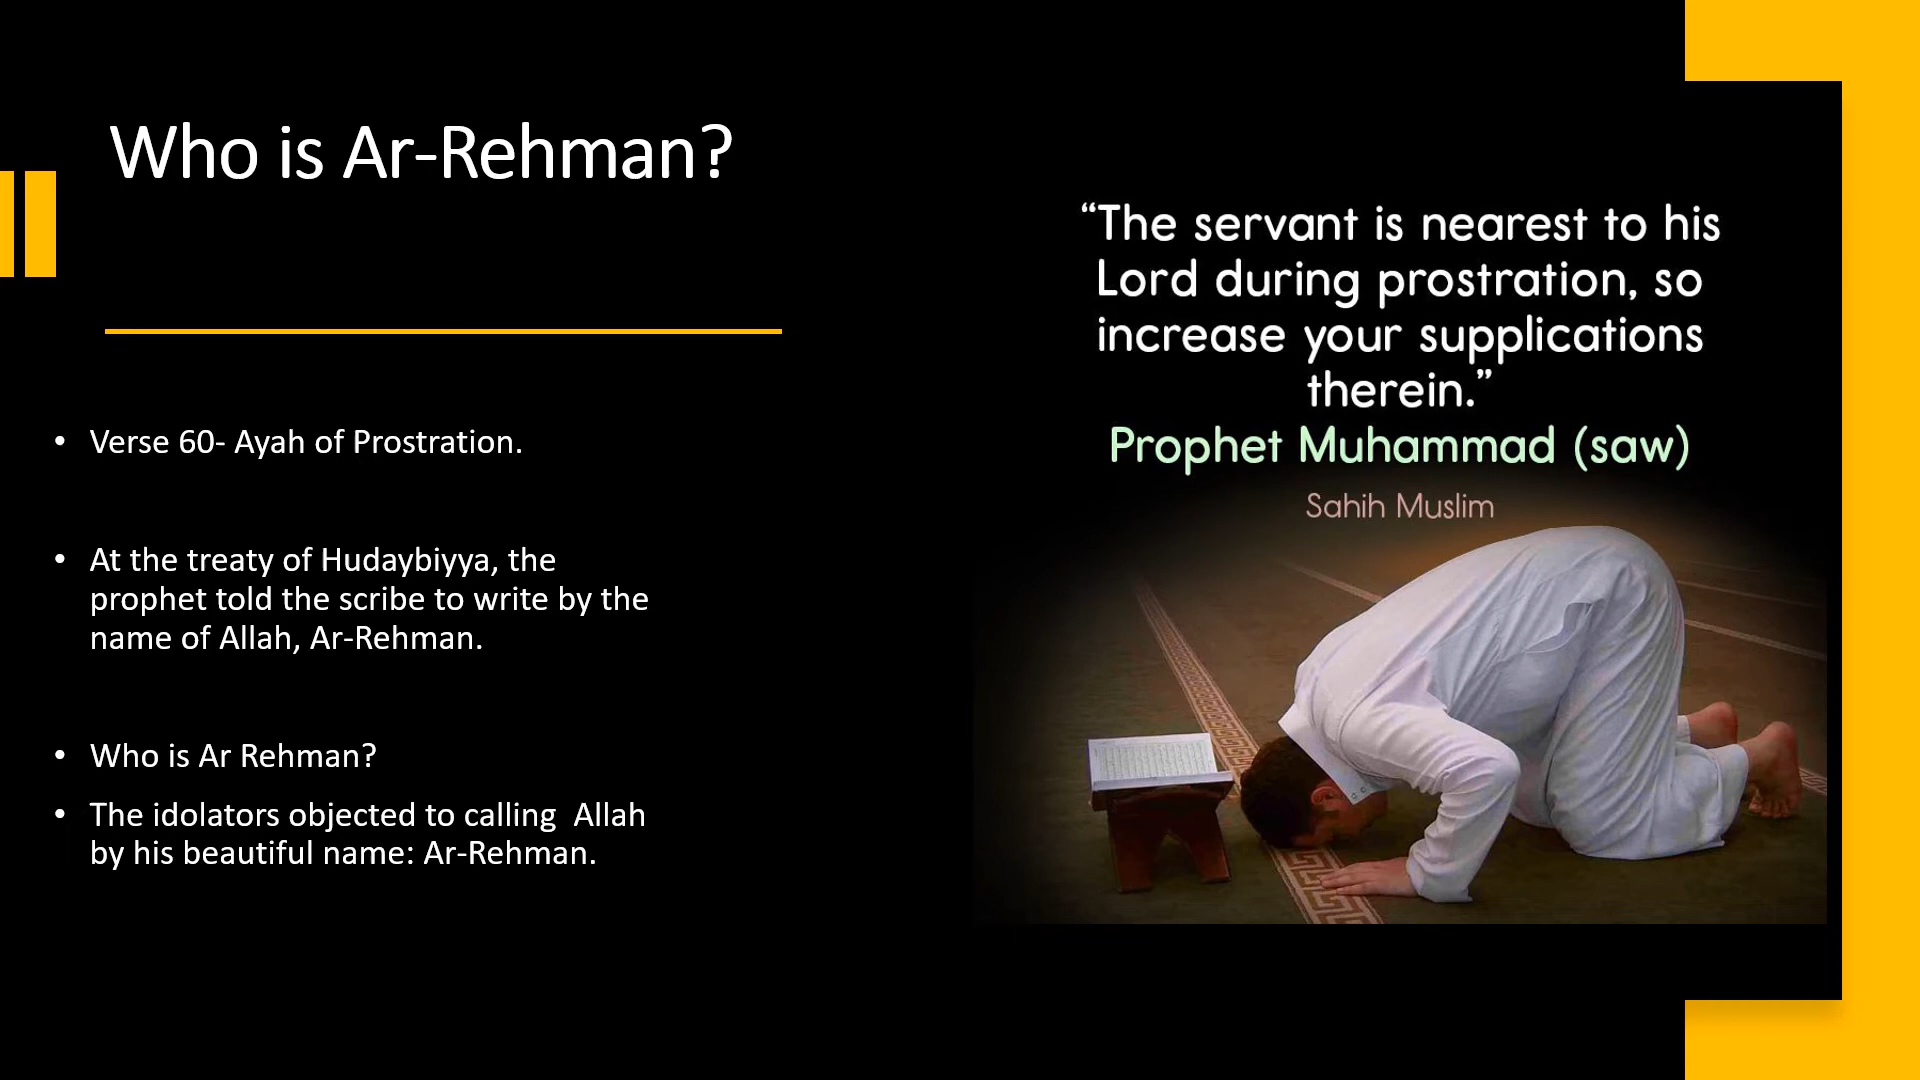 Who is Ar-Rehman?
• Verse 60- Ayah of Prostration.
• At the treaty of Hudaybiyya, the
prophet told the scribe to write by the
name of Allah, Ar-Rehman.
• Who is Ar Rehman?
• The idolators objected to calling  Allah
by his beautiful name: Ar-Rehman.
“The servant is nearest to his
Lord during prostration, so
increase your supplications
therein.”
Prophet Muhammad (saw)
Sahih Muslim